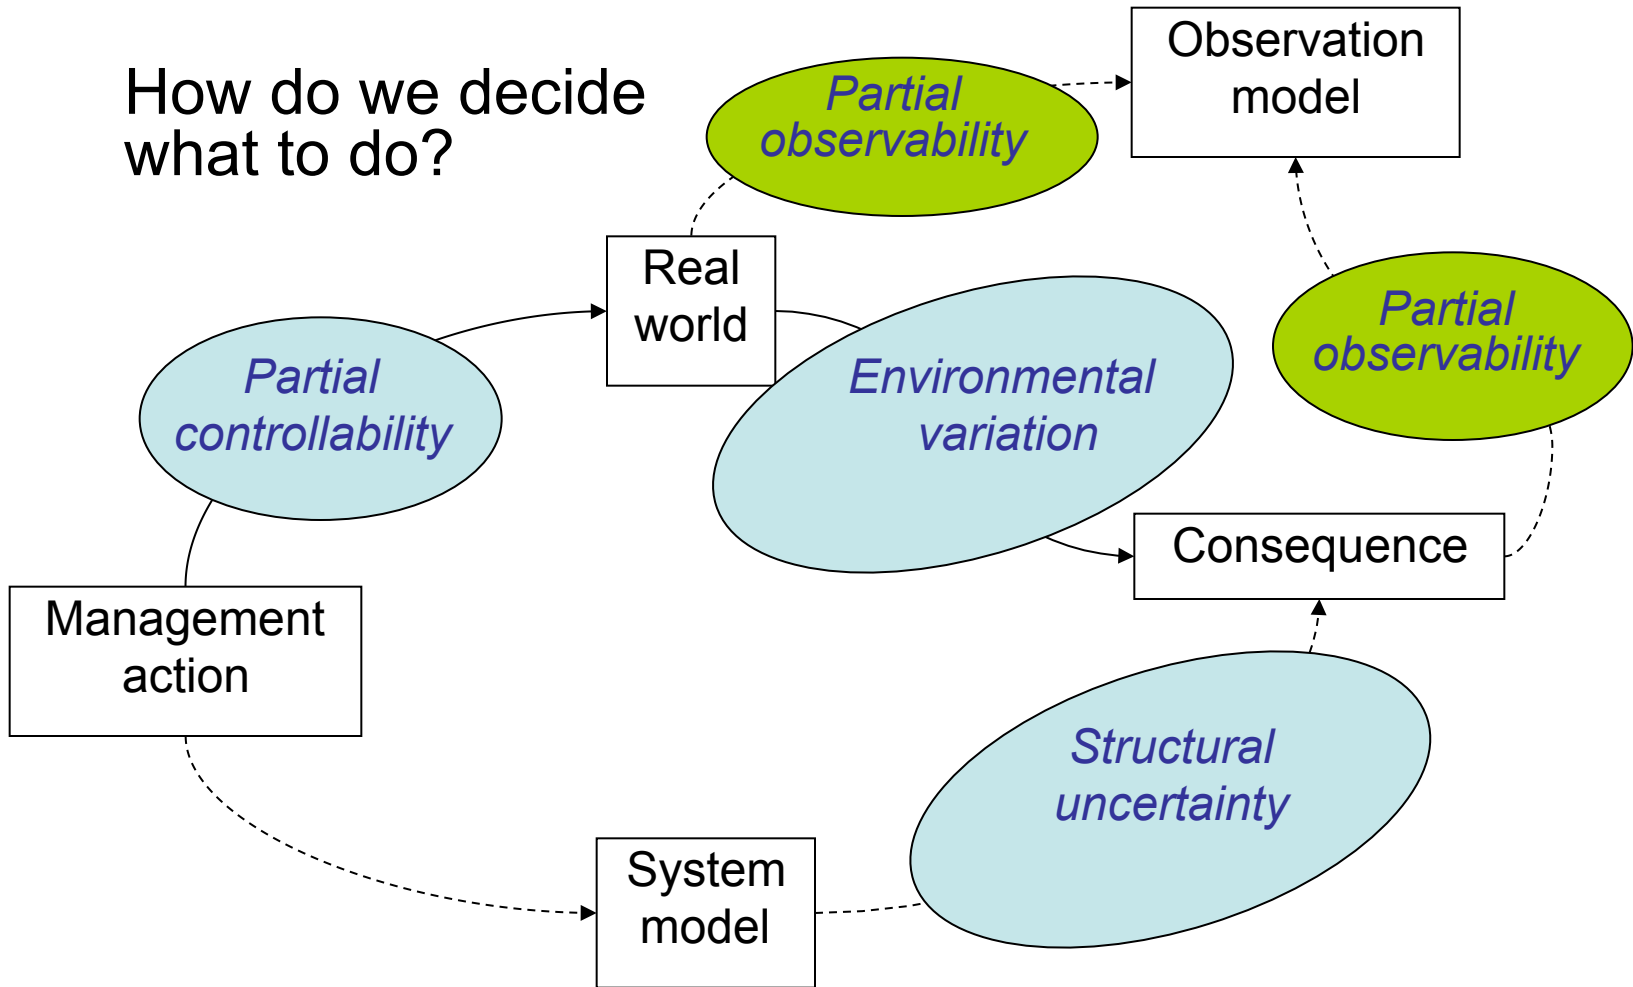 How do we decide
what to do?
Partial
observability
Observation
model
Real
world
Partial
observability
Partial
controllability
Environmental
variation
Consequence
Management
action
Structural
uncertainty
System
model